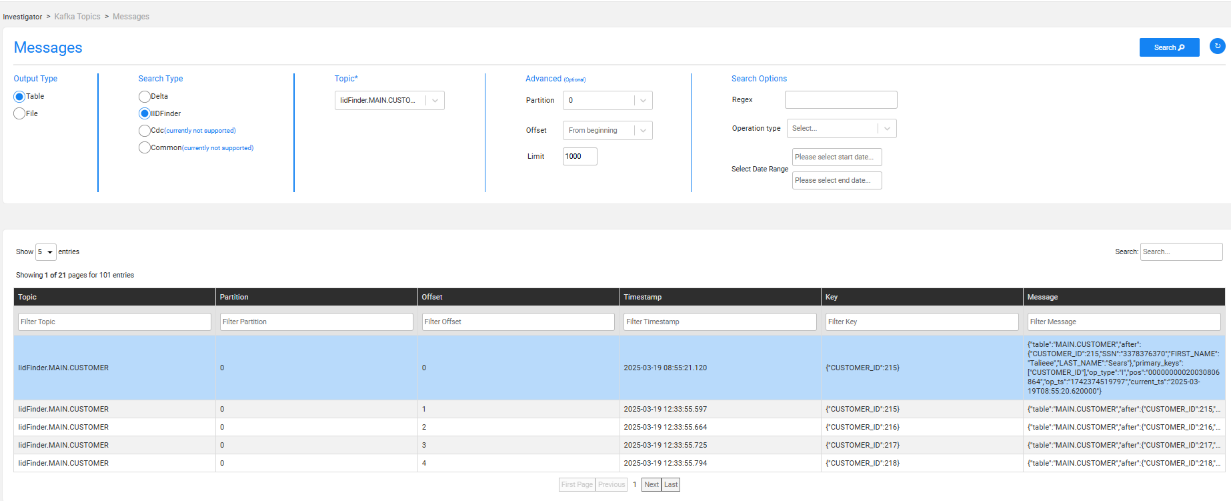 Investigator > Kafka Topics > Messages
Messages
Search
Output Type
Table
File
Search Type
Delta
IIDFinder
Cdc(currently not supported)
Common(currently not supported)
Topic*
IidFinder.MAIN.CUSTO...
Advanced (Optional)
Partition 0
Offset From beginning
Limit 1000
Search Options
Regex
Operation type Select...
Select Date Range
Please select start date...
Please select end date...
Show 5 entries
Search: Search...
Showing 1 of 21 pages for 101 entries
Topic Partition Offset Timestamp Key Message
Filter Topic Filter Partition Filter Offset Filter Timestamp Filter Key Filter Message
IidFinder.MAIN.CUSTOMER 0 0 2025-03-19 08:55:21.120 {"CUSTOMER_ID":215}
{"table":"MAIN.CUSTOMER","after":
{"CUSTOMER_ID":215,"SSN":"3378376370","FIRST_NAME":
"Talieee","LAST_NAME":"Sears"},"primary_keys":
["CUSTOMER_ID"],"op_type":"I","pos":"00000000020030806
864","op_ts":"1742374519797","current_ts":"2025-03-
19T08:55:20.620000"}
IidFinder.MAIN.CUSTOMER 0 1 2025-03-19 12:33:55.597 {"CUSTOMER_ID":215} {"table":"MAIN.CUSTOMER","after":{"CUSTOMER_ID":215,"...
IidFinder.MAIN.CUSTOMER 0 2 2025-03-19 12:33:55.664 {"CUSTOMER_ID":216} {"table":"MAIN.CUSTOMER","after":{"CUSTOMER_ID":216,"...
IidFinder.MAIN.CUSTOMER 0 3 2025-03-19 12:33:55.725 {"CUSTOMER_ID":217} {"table":"MAIN.CUSTOMER","after":{"CUSTOMER_ID":217,"...
IidFinder.MAIN.CUSTOMER 0 4 2025-03-19 12:33:55.794 {"CUSTOMER_ID":218} {"table":"MAIN.CUSTOMER","after":{"CUSTOMER_ID":218,"...
First Page Previous 1 Next Last